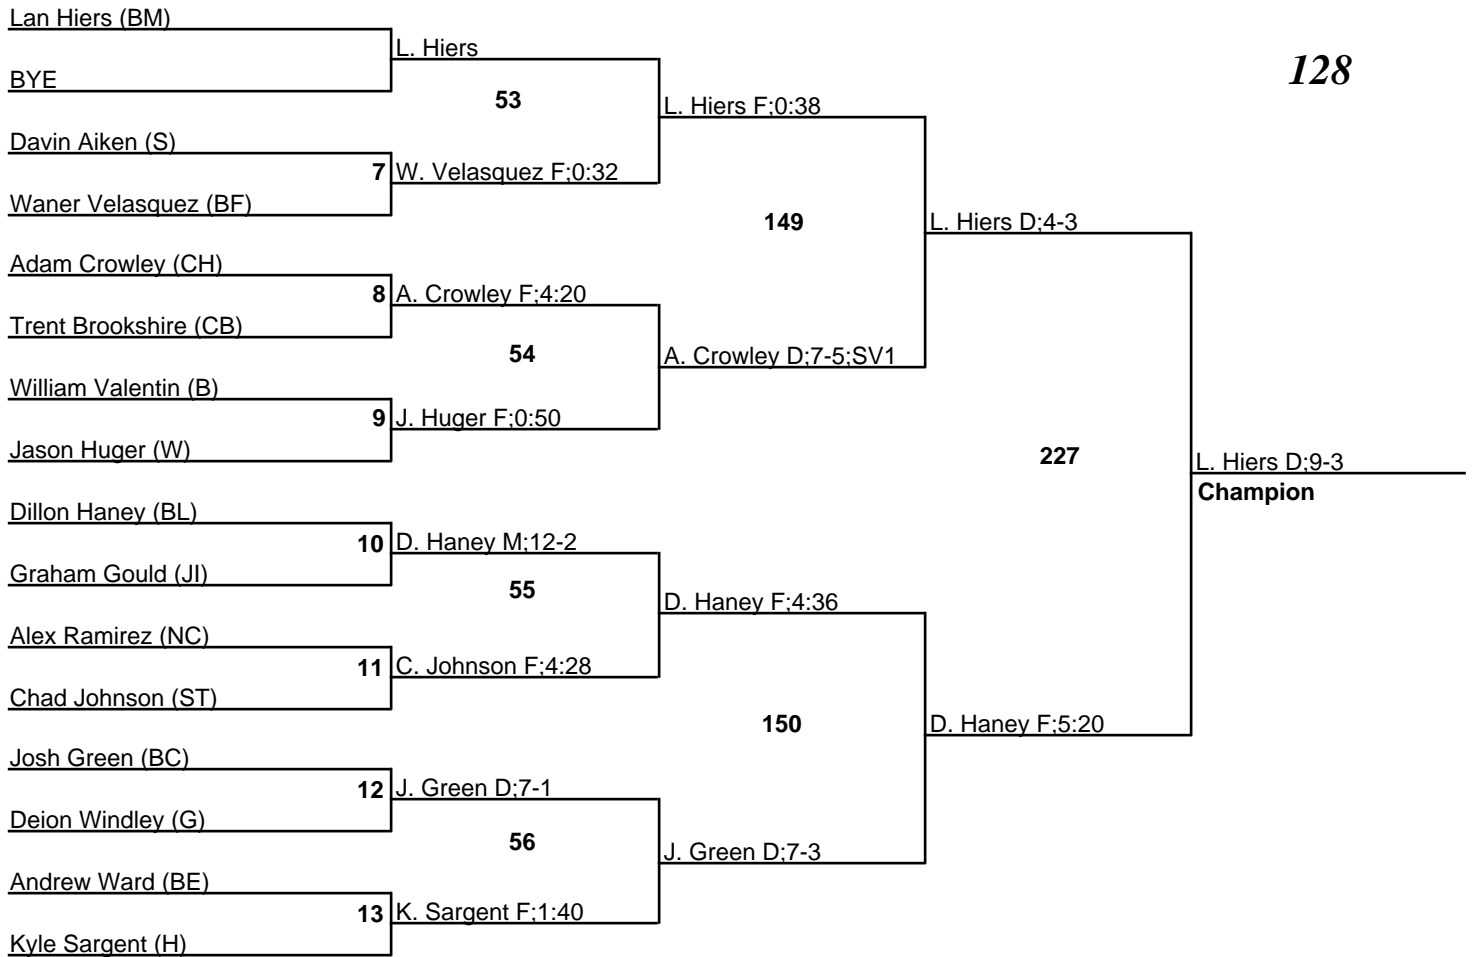 Lan Hiers (BM)
L. Hiers
BYE
128
53
L. Hiers F;0:38
Davin Aiken (S)
7 W. Velasquez F;0:32
Waner Velasquez (BF)
149
L. Hiers D;4-3
Adam Crowley (CH)
8 A. Crowley F;4:20
Trent Brookshire (CB)
54
A. Crowley D;7-5;SV1
William Valentin (B)
9 J. Huger F;0:50
Jason Huger (W)
227
L. Hiers D;9-3
Champion
Dillon Haney (BL)
10 D. Haney M;12-2
Graham Gould (JI)
55
D. Haney F;4:36
Alex Ramirez (NC)
11 C. Johnson F;4:28
Chad Johnson (ST)
150
D. Haney F;5:20
Josh Green (BC)
12 J. Green D;7-1
Deion Windley (G)
56
J. Green D;7-3
Andrew Ward (BE)
13 K. Sargent F;1:40
Kyle Sargent (H)